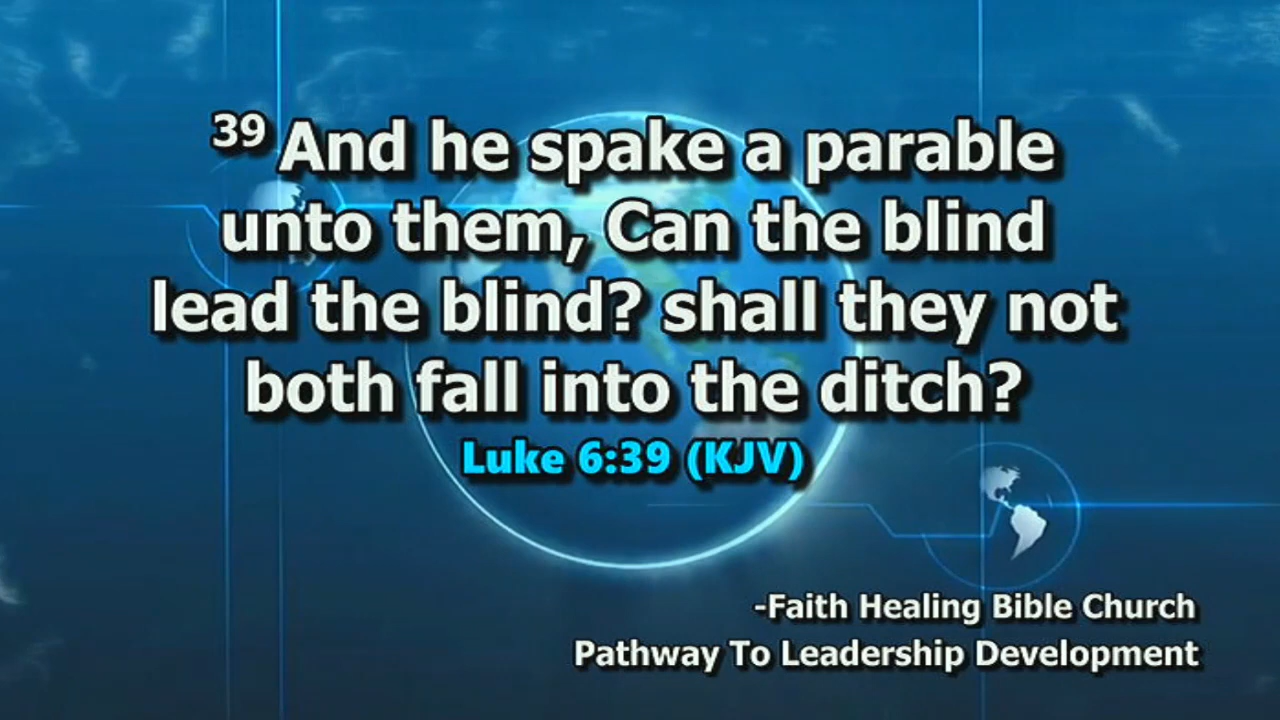 39 And he spake a parable
unto them, Can the blind
lead the blind? shall they not
both fall into the ditch?
Luke 6:39 (KJV)
-Faith Healing Bible Church
Pathway To Leadership Development